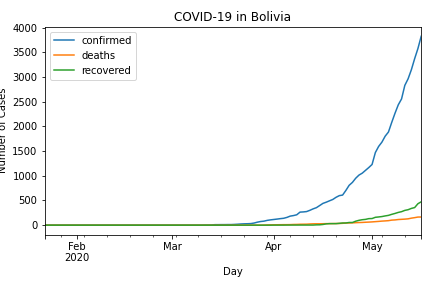 COVID-19 in Bolivia
confirmed
deaths
recovered
4000
3500
3000
2500
2000
1500
1000
500
0
Number of Cases
Feb
2020
Mar
Apr
May
Day